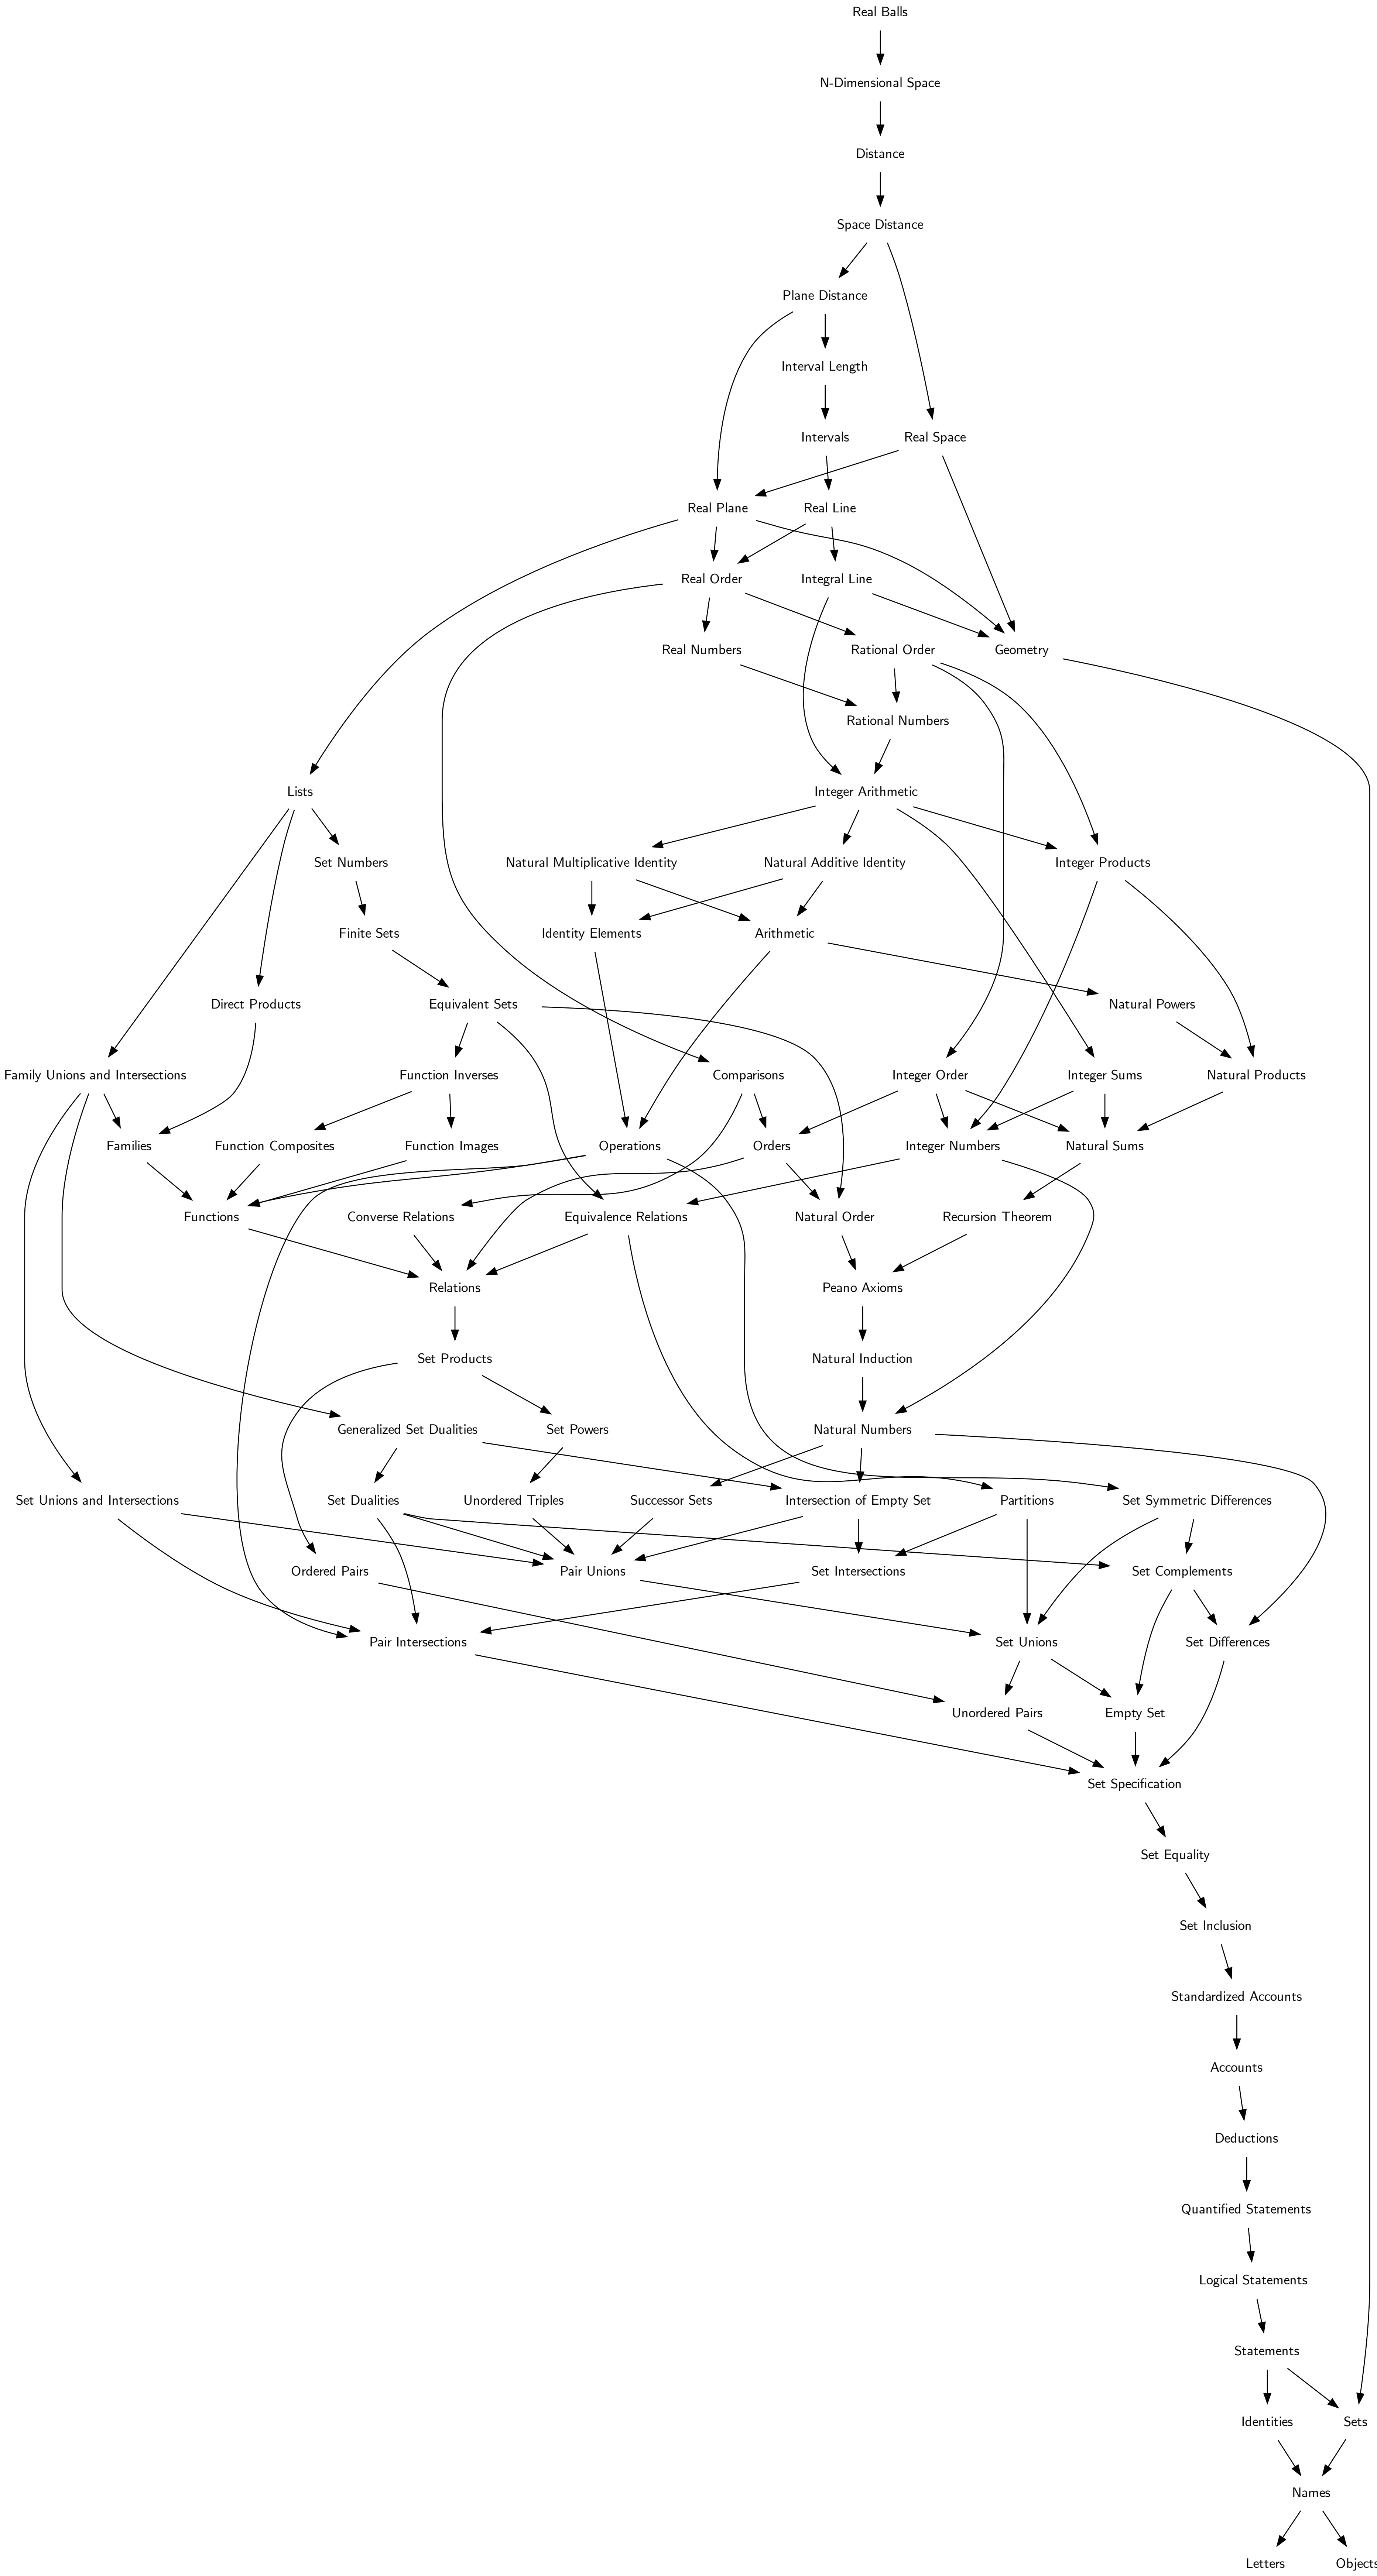 Real Balls
N-Dimensional Space
Distance
Space Distance
Plane Distance
Interval Length
Intervals
Real Space
Real Plane
Real Line
Real Order
Integral Line
Real Numbers
Rational Order
Geometry
Rational Numbers
Lists
Integer Arithmetic
Set Numbers
Natural Multiplicative Identity
Natural Additive Identity
Integer Products
Finite Sets
Identity Elements
Arithmetic
Direct Products
Equivalent Sets
Natural Powers
Family Unions and Intersections
Function Inverses
Comparisons
Integer Order
Integer Sums
Natural Products
Families
Function Composites
Function Images
Operations
Orders
Integer Numbers
Natural Sums
Functions
Converse Relations
Equivalence Relations
Natural Order
Recursion Theorem
Relations
Peano Axioms
Set Products
Natural Induction
Generalized Set Dualities
Set Powers
Natural Numbers
Set Unions and Intersections
Set Dualities
Unordered Triples
Successor Sets
Intersection of Empty Set
Partitions
Set Symmetric Differences
Ordered Pairs
Pair Unions
Set Intersections
Set Complements
Pair Intersections
Set Unions
Set Differences
Unordered Pairs
Empty Set
Set Specification
Set Equality
Set Inclusion
Standardized Accounts
Accounts
Deductions
Quantified Statements
Logical Statements
Statements
Identities
Sets
Names
Letters
Objects